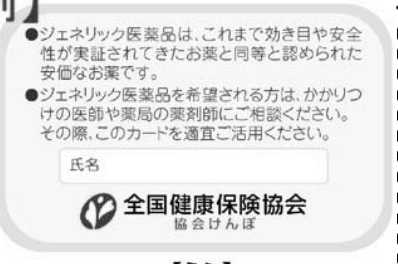 ●ジェネリック医薬品は、これまで効き目や安全
性が実証されてきたお薬と同等と認められた
安価なお薬です。
●ジェネリック医薬品を希望される方は、かかりつ
けの医師や薬局の薬剤師にご相談ください。
その際、このカードを適宜ご活用ください。
氏名
全国健康保険協会
協会けんぽ